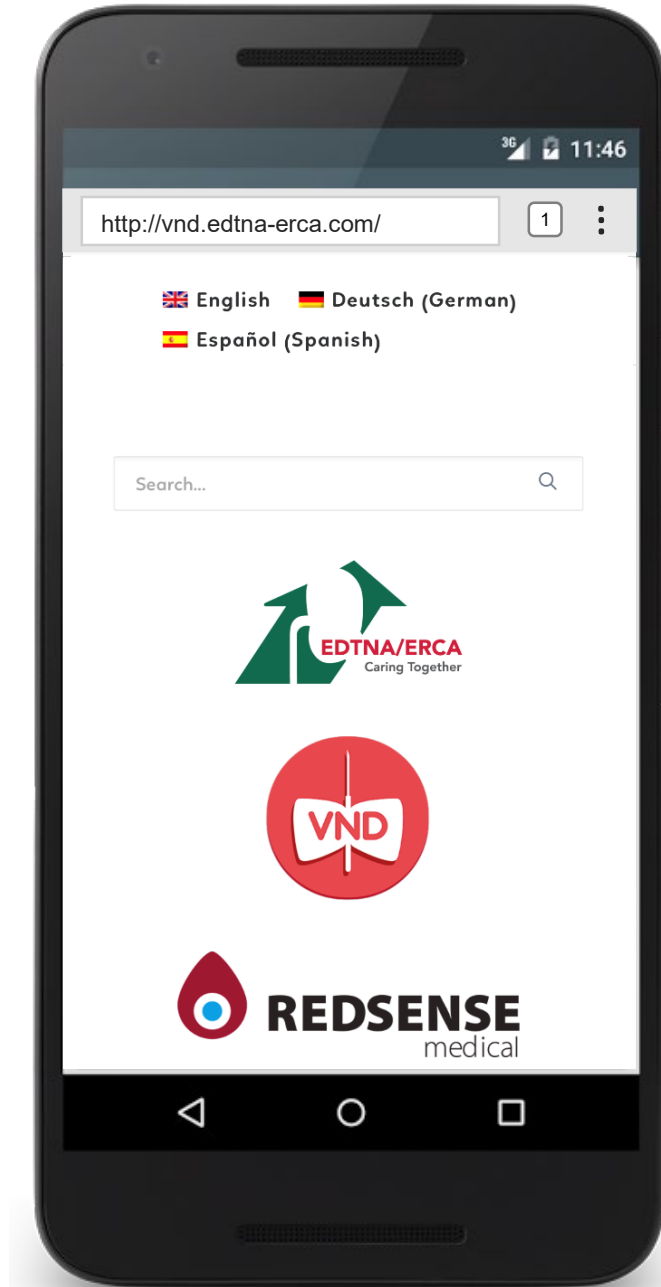 3G 11:46
http://vnd.edtna-erca.com/ 1
English Deutsch (German)
Español (Spanish)
Search...
EDTNA/ERCA
Caring Together
VND
REDSENSE
medical